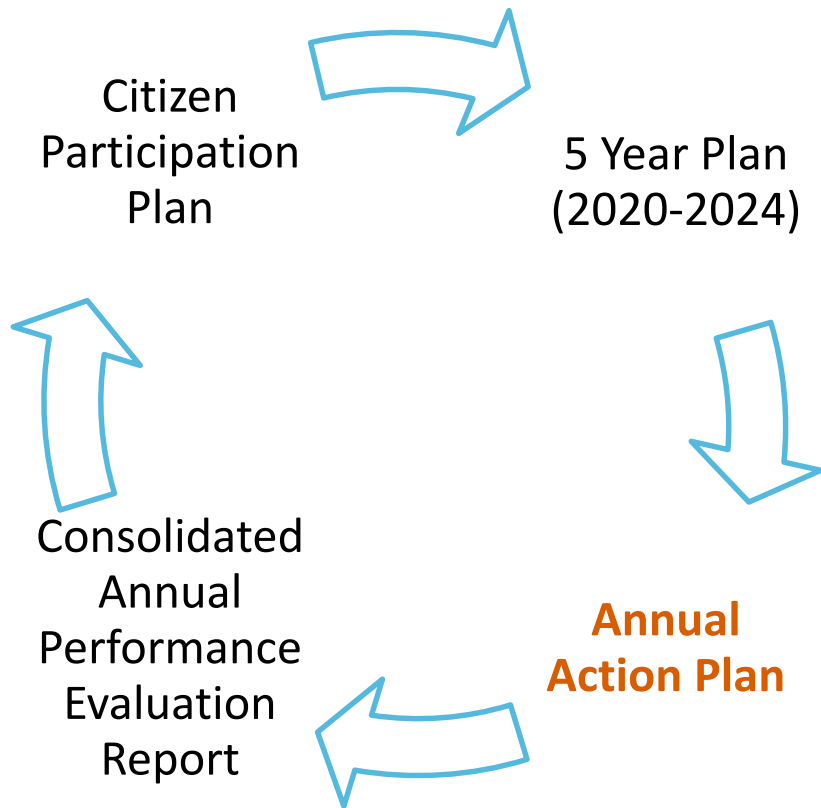 Citizen
Participation
Plan
5 Year Plan
(2020-2024)
Annual
Action Plan
Consolidated
Annual
Performance
Evaluation
Report